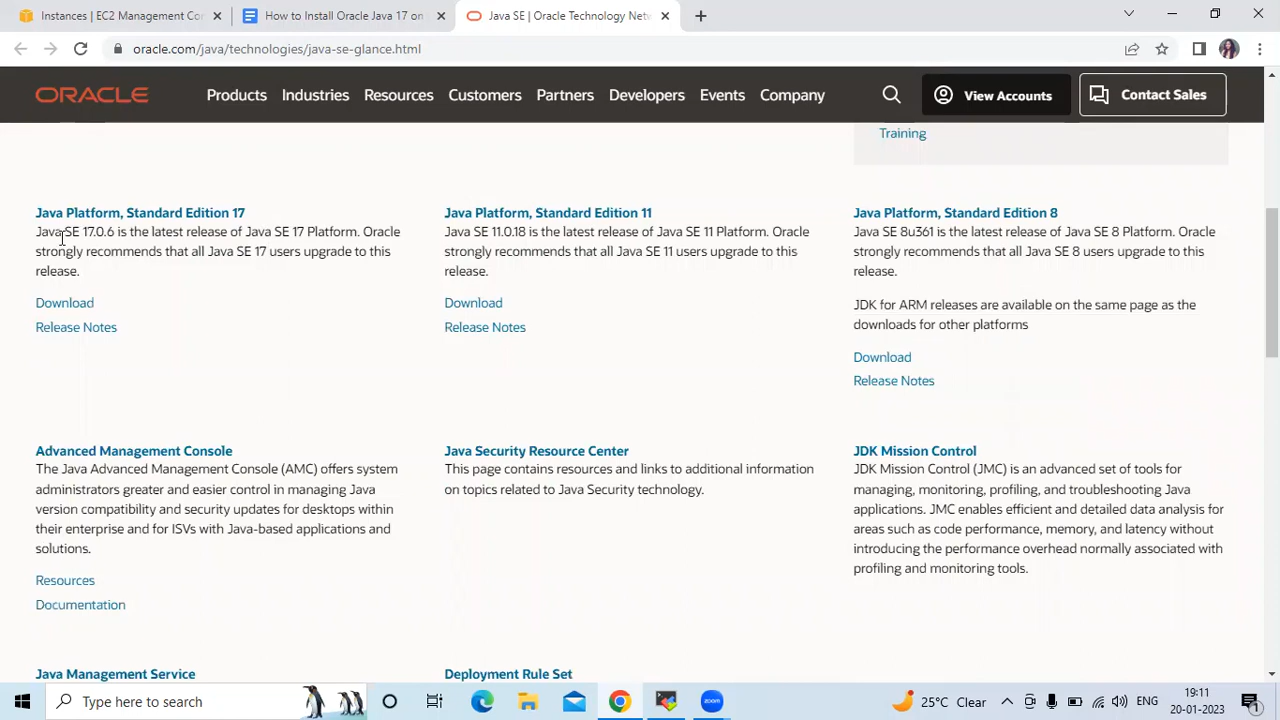 Instances | EC2 Management Con
How to Install Oracle Java 17 on
Java SE | Oracle Technology Netw
oracle.com/java/technologies/java-se-glance.html
ORACLE
Products Industries Resources Customers Partners Developers Events Company
View Accounts
Contact Sales
Training
Java Platform, Standard Edition 17
Java SE 17.0.6 is the latest release of Java SE 17 Platform. Oracle
strongly recommends that all Java SE 17 users upgrade to this
release.
Download
Release Notes
Java Platform, Standard Edition 11
Java SE 11.0.18 is the latest release of Java SE 11 Platform. Oracle
strongly recommends that all Java SE 11 users upgrade to this
release.
Download
Release Notes
Java Platform, Standard Edition 8
Java SE 8u361 is the latest release of Java SE 8 Platform. Oracle
strongly recommends that all Java SE 8 users upgrade to this
release.
JDK for ARM releases are available on the same page as the
downloads for other platforms
Download
Release Notes
Advanced Management Console
The Java Advanced Management Console (AMC) offers system
administrators greater and easier control in managing Java
version compatibility and security updates for desktops within
their enterprise and for ISVs with Java-based applications and
solutions.
Resources
Documentation
Java Security Resource Center
This page contains resources and links to additional information
on topics related to Java Security technology.
JDK Mission Control
JDK Mission Control (JMC) is an advanced set of tools for
managing, monitoring, profiling, and troubleshooting Java
applications. JMC enables efficient and detailed data analysis for
areas such as code performance, memory, and latency without
introducing the performance overhead normally associated with
profiling and monitoring tools.
Java Management Service
Deployment Rule Set
Type here to search
zoom
25°C Clear
ENG
19:11
20-01-2023
1